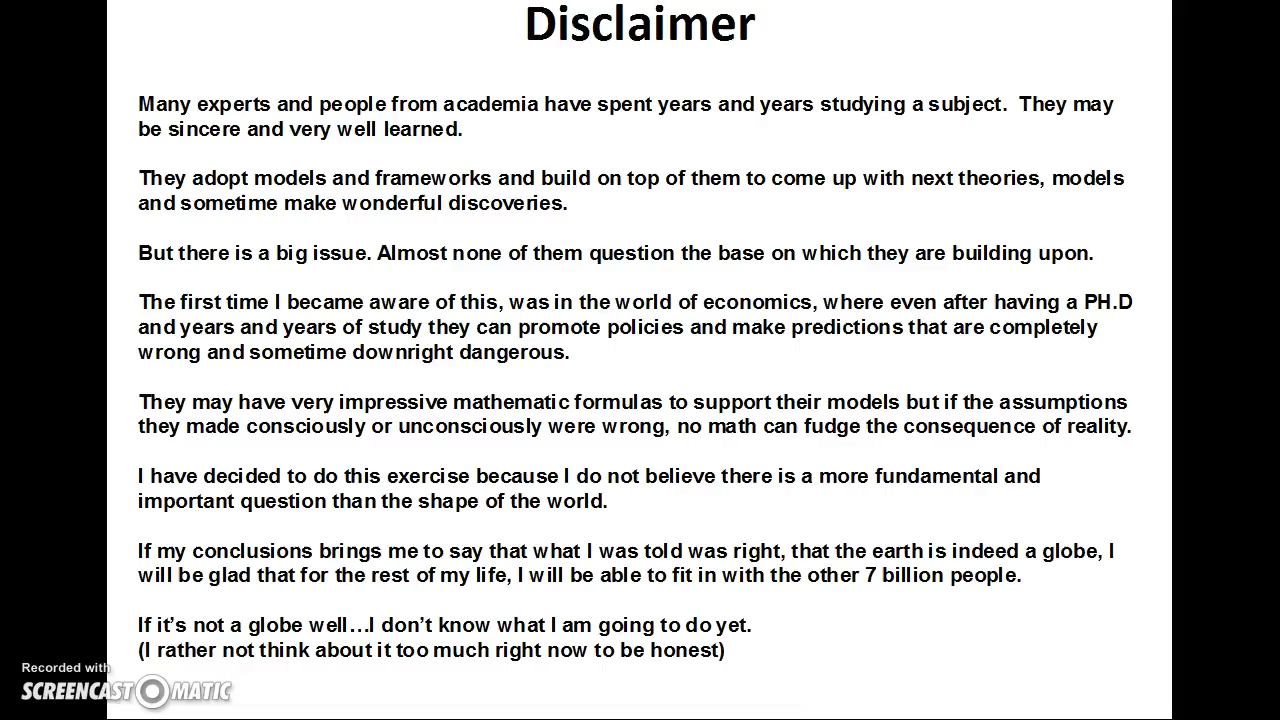 Disclaimer
Many experts and people from academia have spent years and years studying a subject.  They may
be sincere and very well learned.
They adopt models and frameworks and build on top of them to come up with next theories, models
and sometime make wonderful discoveries.
But there is a big issue. Almost none of them question the base on which they are building upon.
The first time I became aware of this, was in the world of economics, where even after having a PH.D
and years and years of study they can promote policies and make predictions that are completely
wrong and sometime downright dangerous.
They may have very impressive mathematic formulas to support their models but if the assumptions
they made consciously or unconsciously were wrong, no math can fudge the consequence of reality.
I have decided to do this exercise because I do not believe there is a more fundamental and
important question than the shape of the world.
If my conclusions brings me to say that what I was told was right, that the earth is indeed a globe, I
will be glad that for the rest of my life, I will be able to fit in with the other 7 billion people.
If it’s not a globe well…I don’t know what I am going to do yet.
(I rather not think about it too much right now to be honest)
Recorded with
SCREENCAST MATIC